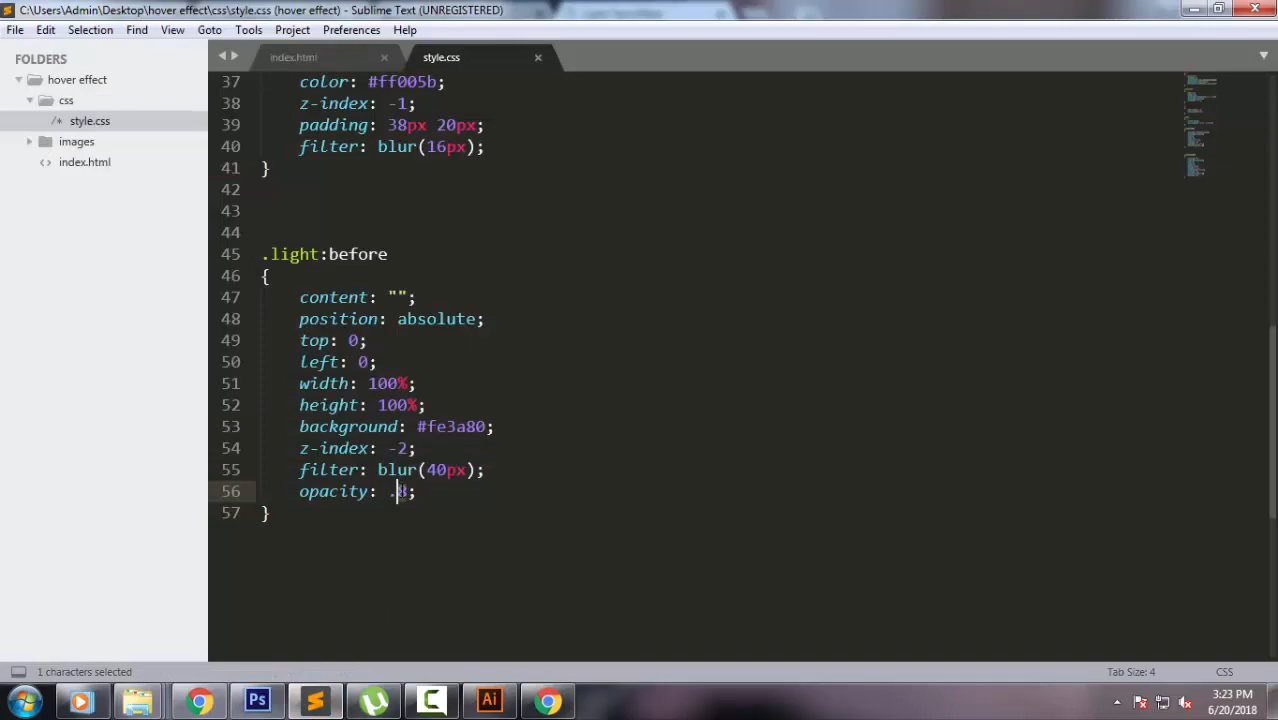 C:\Users\Admin\Desktop\hover effect\css\style.css (hover effect) - Sublime Text (UNREGISTERED)
File Edit Selection Find View Goto Tools Project Preferences Help
FOLDERS
hover effect
css
/* style.css
images
<> index.html
index.html
style.css
37 color: #ff005b;
38 z-index: -1;
39 padding: 38px 20px;
40 filter: blur(16px);
41 }
42
43
44
45 .light:before
46 {
47 content: "";
48 position: absolute;
49 top: 0;
50 left: 0;
51 width: 100%;
52 height: 100%;
53 background: #fe3a80;
54 z-index: -2;
55 filter: blur(40px);
56 opacity: .8;
57 }
1 characters selected
Tab Size: 4
CSS
Ps
C
Ai
3:23 PM
6/20/2018